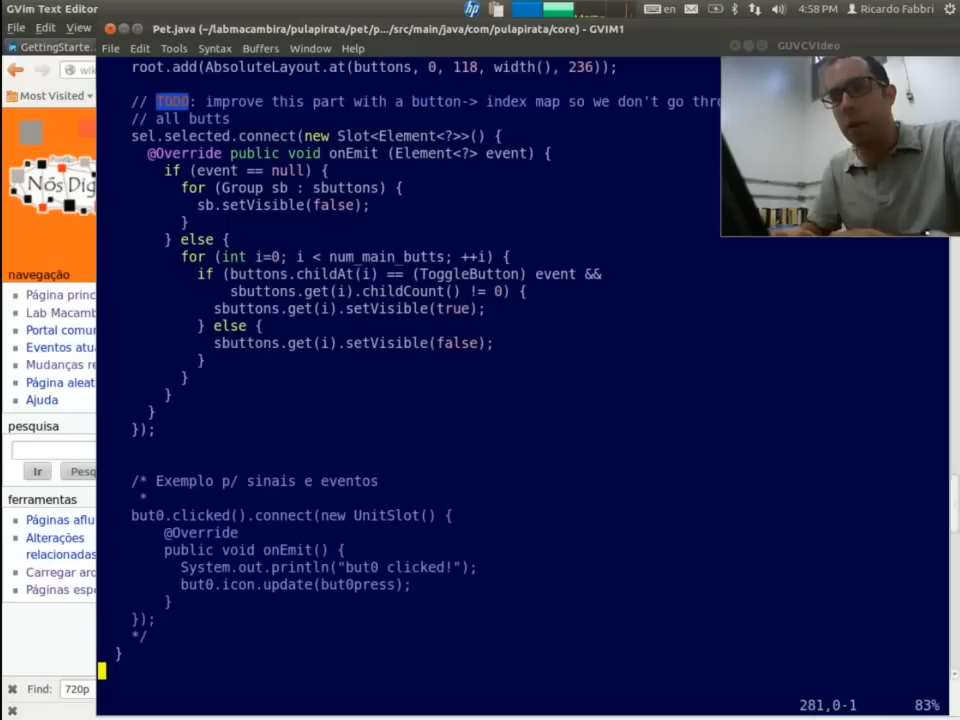 GVim Text Editor
en
4:58 PM
Ricardo Fabbri
File Edit View
Pet.java (~/labmacambira/pulapirata/pet/p.../src/main/java/com/pulapirata/core) - GVIM1
GUVCVIdeo
GettingStarte...
File Edit Tools Syntax Buffers Window Help
Most Visited
Nós Dig
navegação
Página princ
Lab Macamb
Portal comu
Eventos atua
Mudanças re
Página aleat
Ajuda
pesquisa
Ir
Pesq
ferramentas
Páginas aflu
Alterações
relacionadas
Carregar arq
Páginas espe
Find: 720p
root.add(AbsoluteLayout.at(buttons, 0, 118, width(), 236));
// TODO: improve this part with a button-> index map so we don't go thro
// all butts
sel.selected.connect(new Slot<Element<?>>() {
@Override public void onEmit (Element<?> event) {
if (event == null) {
for (Group sb : sbuttons) {
sb.setVisible(false);
}
} else {
for (int i=0; i < num_main_butts; ++i) {
if (buttons.childAt(i) == (ToggleButton) event &&
sbuttons.get(i).childCount() != 0) {
sbuttons.get(i).setVisible(true);
} else {
sbuttons.get(i).setVisible(false);
}
}
}
}
});
/* Exemplo p/ sinais e eventos
*
but0.clicked().connect(new UnitSlot() {
@Override
public void onEmit() {
System.out.println("but0 clicked!");
but0.icon.update(but0press);
}
});
*/
}
281,0-1
83%